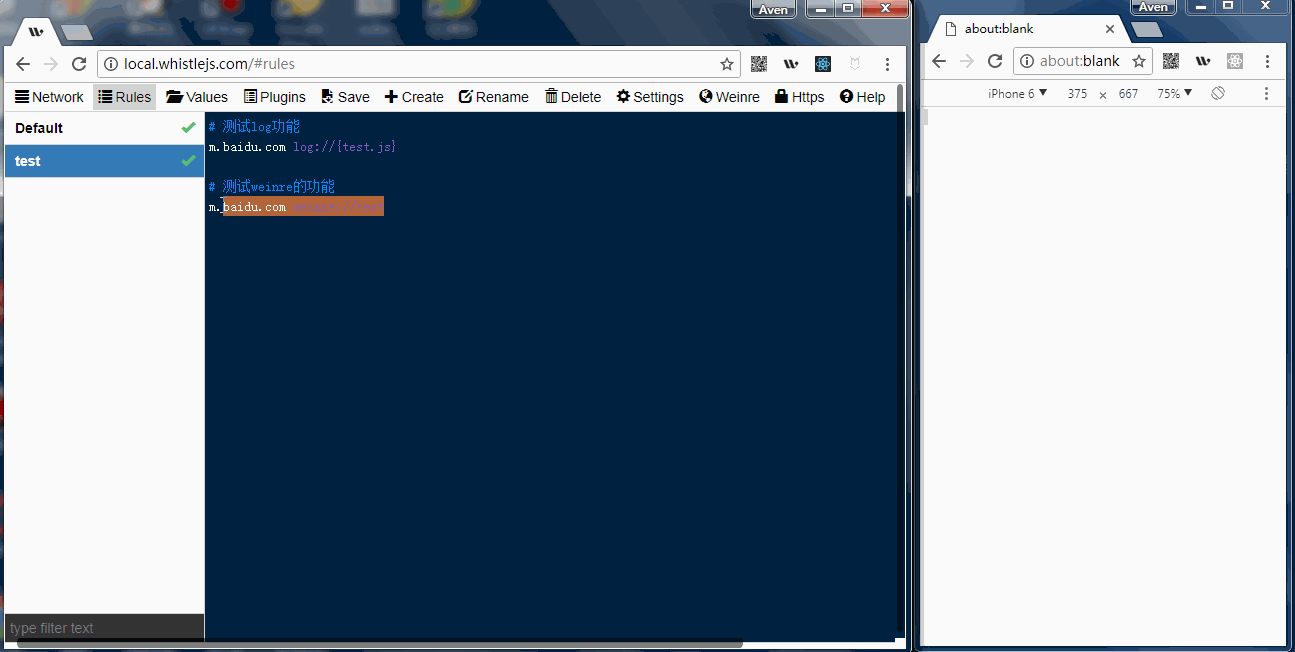 Aven
local.whistlejs.com/#rules
Network Rules Values Plugins Save Create Rename Delete Settings Weinre Https Help
Default
test
# 测试log功能
m.baidu.com log://{test.js}
# 测试weinre的功能
m.baidu.com
type filter text
Aven
about:blank
about:blank
iPhone 6 375 × 667 75%